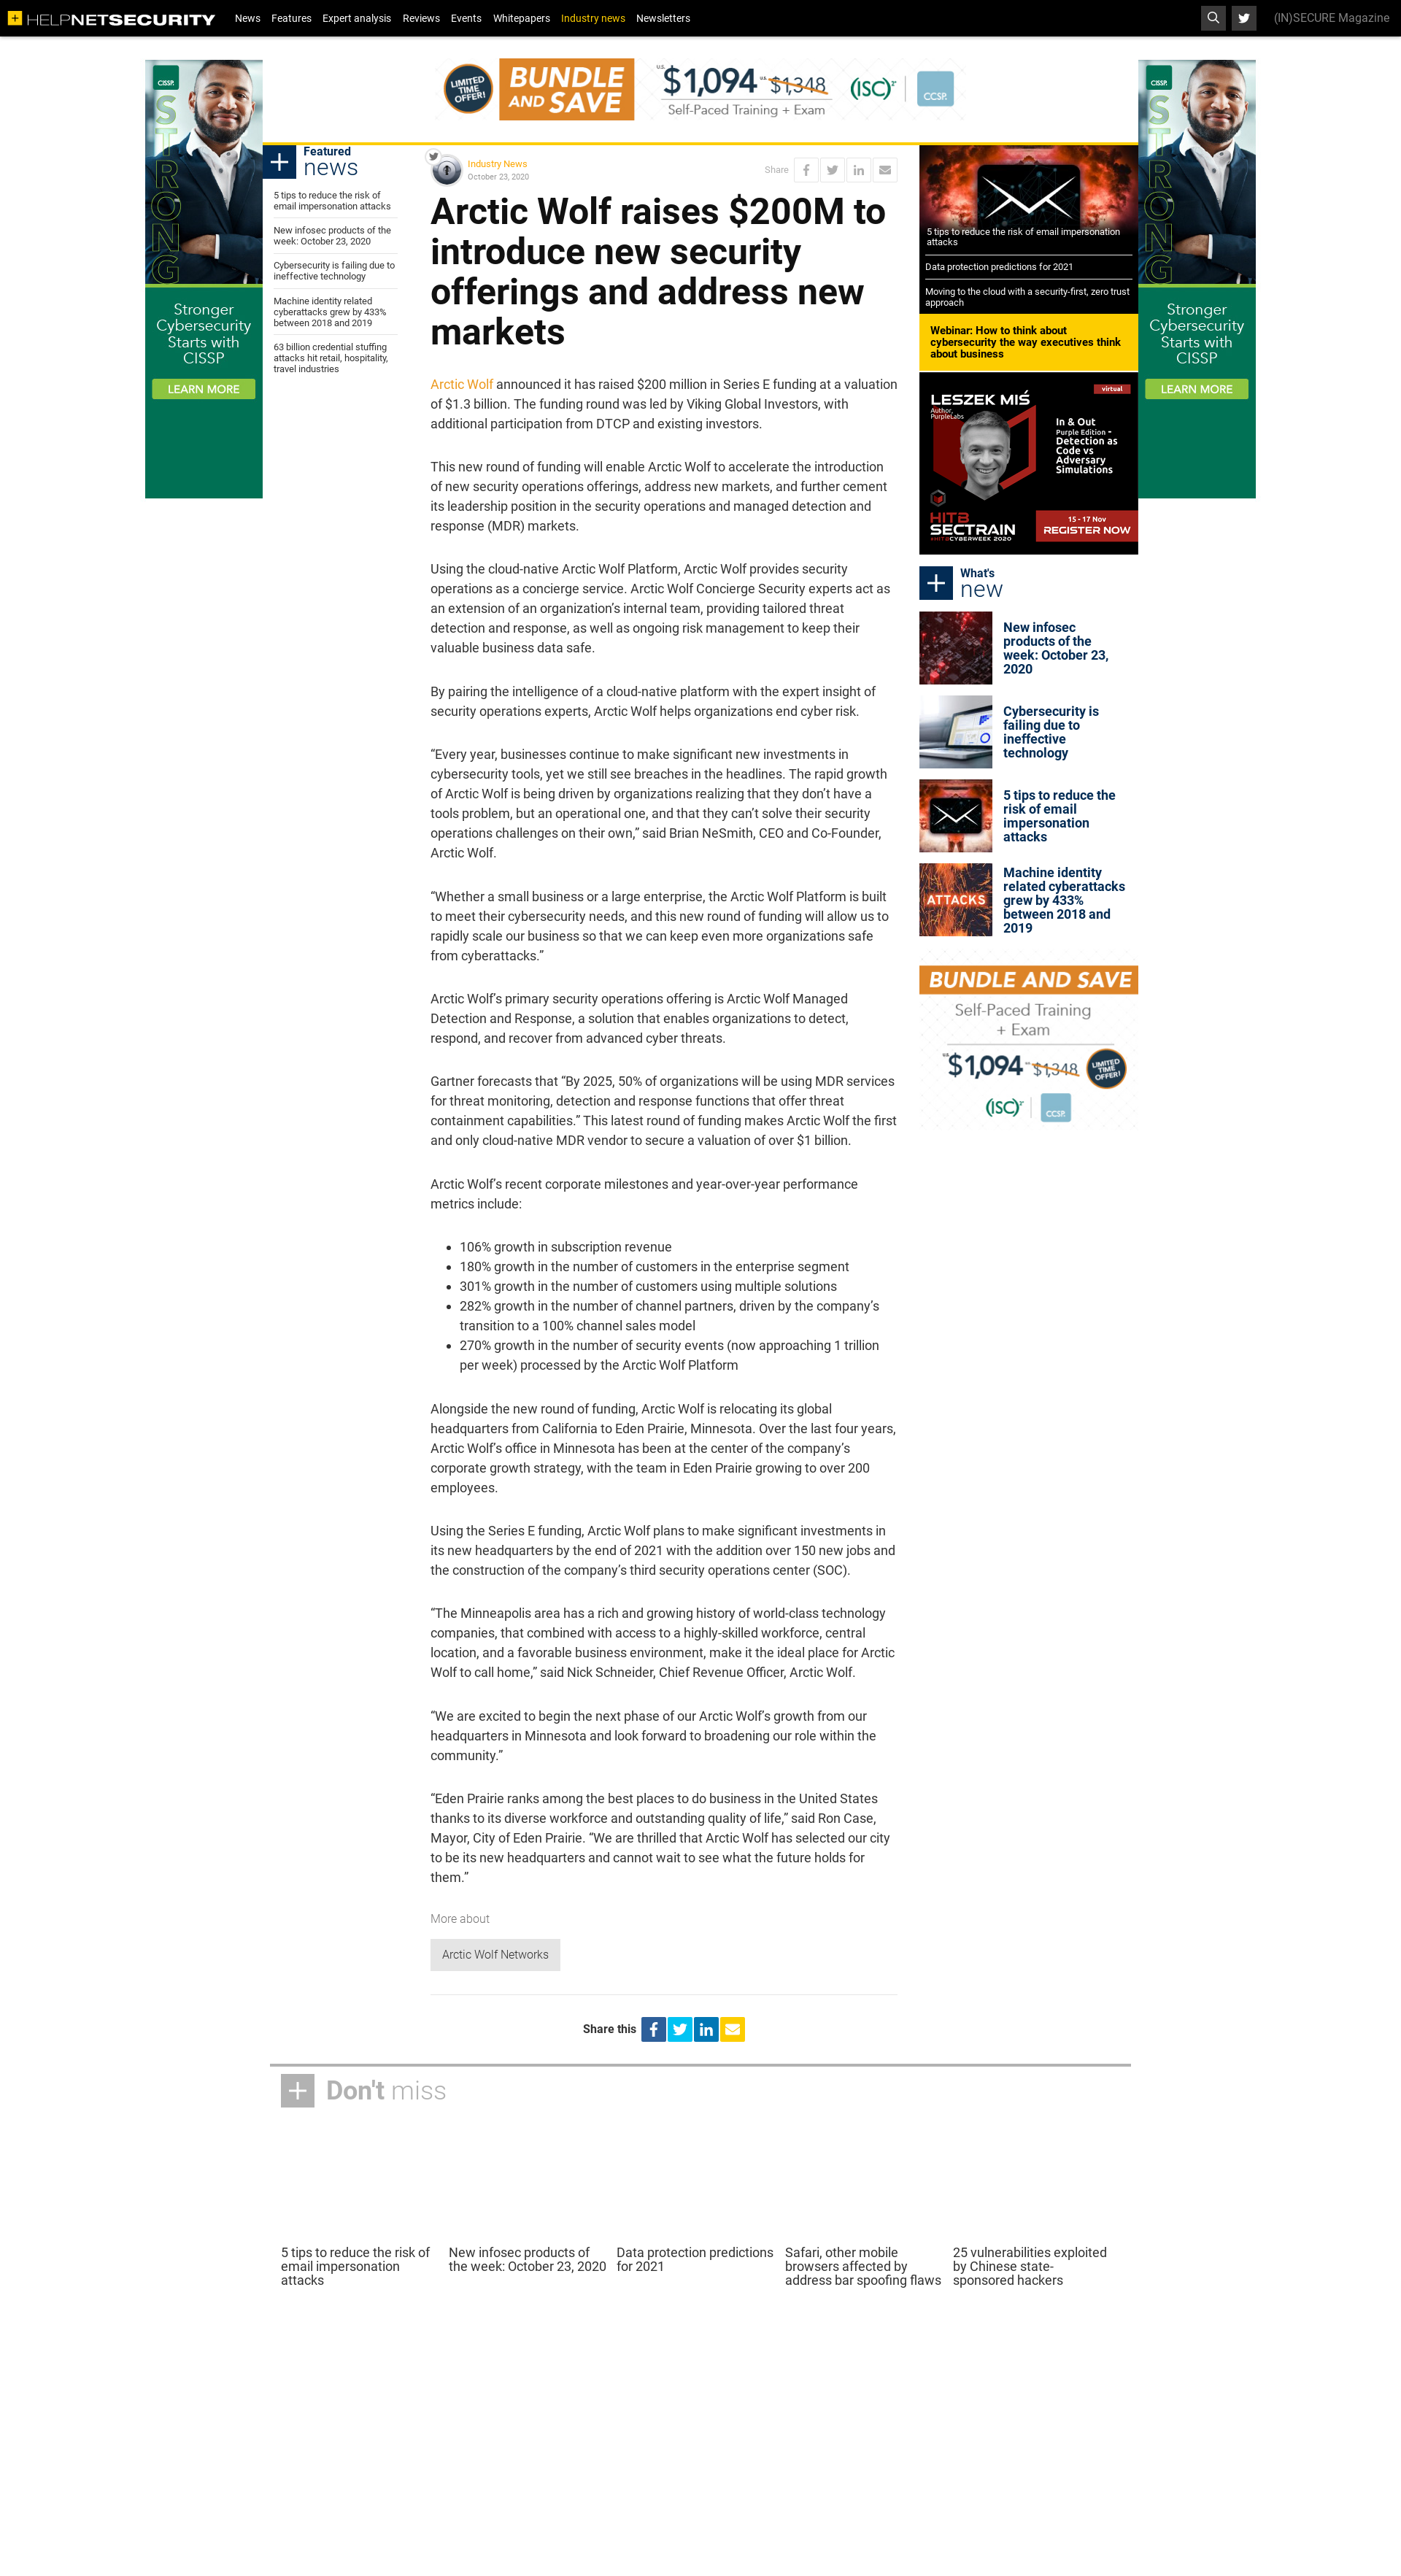 HELPNETSECURITY
News Features Expert analysis Reviews Events Whitepapers Industry news Newsletters
(IN)SECURE Magazine
CISSP.
STRONG
Stronger
Cybersecurity
Starts with
CISSP
LEARN MORE
LIMITED
TIME
OFFER!
BUNDLE
AND SAVE
U.S. $1,094 U.S. $1,348
Self-Paced Training + Exam
(ISC)²
CCSP.
CISSP.
STRONG
Stronger
Cybersecurity
Starts with
CISSP
LEARN MORE
Featured
news
5 tips to reduce the risk of
email impersonation attacks
New infosec products of the
week: October 23, 2020
Cybersecurity is failing due to
ineffective technology
Machine identity related
cyberattacks grew by 433%
between 2018 and 2019
63 billion credential stuffing
attacks hit retail, hospitality,
travel industries
Industry News
October 23, 2020
Share
Arctic Wolf raises $200M to
introduce new security
offerings and address new
markets
Arctic Wolf announced it has raised $200 million in Series E funding at a valuation
of $1.3 billion. The funding round was led by Viking Global Investors, with
additional participation from DTCP and existing investors.
This new round of funding will enable Arctic Wolf to accelerate the introduction
of new security operations offerings, address new markets, and further cement
its leadership position in the security operations and managed detection and
response (MDR) markets.
Using the cloud-native Arctic Wolf Platform, Arctic Wolf provides security
operations as a concierge service. Arctic Wolf Concierge Security experts act as
an extension of an organization’s internal team, providing tailored threat
detection and response, as well as ongoing risk management to keep their
valuable business data safe.
By pairing the intelligence of a cloud-native platform with the expert insight of
security operations experts, Arctic Wolf helps organizations end cyber risk.
“Every year, businesses continue to make significant new investments in
cybersecurity tools, yet we still see breaches in the headlines. The rapid growth
of Arctic Wolf is being driven by organizations realizing that they don’t have a
tools problem, but an operational one, and that they can’t solve their security
operations challenges on their own,” said Brian NeSmith, CEO and Co-Founder,
Arctic Wolf.
“Whether a small business or a large enterprise, the Arctic Wolf Platform is built
to meet their cybersecurity needs, and this new round of funding will allow us to
rapidly scale our business so that we can keep even more organizations safe
from cyberattacks.”
Arctic Wolf’s primary security operations offering is Arctic Wolf Managed
Detection and Response, a solution that enables organizations to detect,
respond, and recover from advanced cyber threats.
Gartner forecasts that “By 2025, 50% of organizations will be using MDR services
for threat monitoring, detection and response functions that offer threat
containment capabilities.” This latest round of funding makes Arctic Wolf the first
and only cloud-native MDR vendor to secure a valuation of over $1 billion.
Arctic Wolf’s recent corporate milestones and year-over-year performance
metrics include:
• 106% growth in subscription revenue
• 180% growth in the number of customers in the enterprise segment
• 301% growth in the number of customers using multiple solutions
• 282% growth in the number of channel partners, driven by the company’s
transition to a 100% channel sales model
• 270% growth in the number of security events (now approaching 1 trillion
per week) processed by the Arctic Wolf Platform
Alongside the new round of funding, Arctic Wolf is relocating its global
headquarters from California to Eden Prairie, Minnesota. Over the last four years,
Arctic Wolf’s office in Minnesota has been at the center of the company’s
corporate growth strategy, with the team in Eden Prairie growing to over 200
employees.
Using the Series E funding, Arctic Wolf plans to make significant investments in
its new headquarters by the end of 2021 with the addition over 150 new jobs and
the construction of the company’s third security operations center (SOC).
“The Minneapolis area has a rich and growing history of world-class technology
companies, that combined with access to a highly-skilled workforce, central
location, and a favorable business environment, make it the ideal place for Arctic
Wolf to call home,” said Nick Schneider, Chief Revenue Officer, Arctic Wolf.
“We are excited to begin the next phase of our Arctic Wolf’s growth from our
headquarters in Minnesota and look forward to broadening our role within the
community.”
“Eden Prairie ranks among the best places to do business in the United States
thanks to its diverse workforce and outstanding quality of life,” said Ron Case,
Mayor, City of Eden Prairie. “We are thrilled that Arctic Wolf has selected our city
to be its new headquarters and cannot wait to see what the future holds for
them.”
More about
Arctic Wolf Networks
Share this
5 tips to reduce the risk of email impersonation
attacks
Data protection predictions for 2021
Moving to the cloud with a security-first, zero trust
approach
Webinar: How to think about
cybersecurity the way executives think
about business
virtual
LESZEK MIŚ
Author,
PurpleLabs
In & Out
Purple Edition -
Detection as
Code vs
Adversary
Simulations
HITB
SECTRAIN
#HITBCYBERWEEK 2020
15 - 17 Nov
REGISTER NOW
What's
new
New infosec
products of the
week: October 23,
2020
Cybersecurity is
failing due to
ineffective
technology
5 tips to reduce the
risk of email
impersonation
attacks
ATTACKS
Machine identity
related cyberattacks
grew by 433%
between 2018 and
2019
BUNDLE AND SAVE
Self-Paced Training
+ Exam
U.S. $1,094 U.S. $1,348
LIMITED
TIME
OFFER!
(ISC)²
CCSP.
Don't miss
5 tips to reduce the risk of
email impersonation
attacks
New infosec products of
the week: October 23, 2020
Data protection predictions
for 2021
Safari, other mobile
browsers affected by
address bar spoofing flaws
25 vulnerabilities exploited
by Chinese state-
sponsored hackers